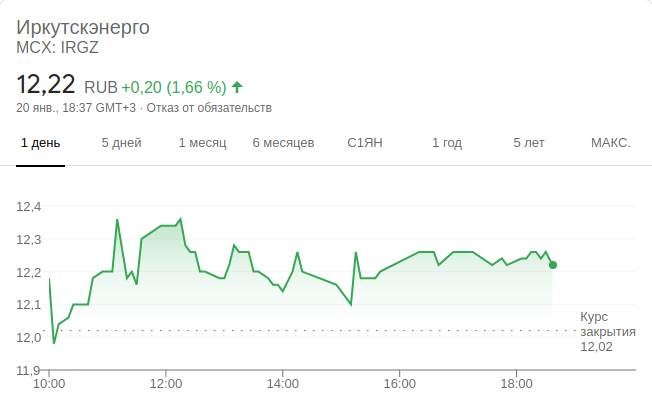 Иркутскэнерго
MCX: IRGZ
12,22 RUB +0,20 (1,66 %)
20 янв., 18:37 GMT+3 · Отказ от обязательств
1 день 5 дней 1 месяц 6 месяцев С1ЯН 1 год 5 лет МАКС.
12,4
12,3
12,2
12,1
12,0
11,9
Курс
закрытия
12,02
10:00 12:00 14:00 16:00 18:00